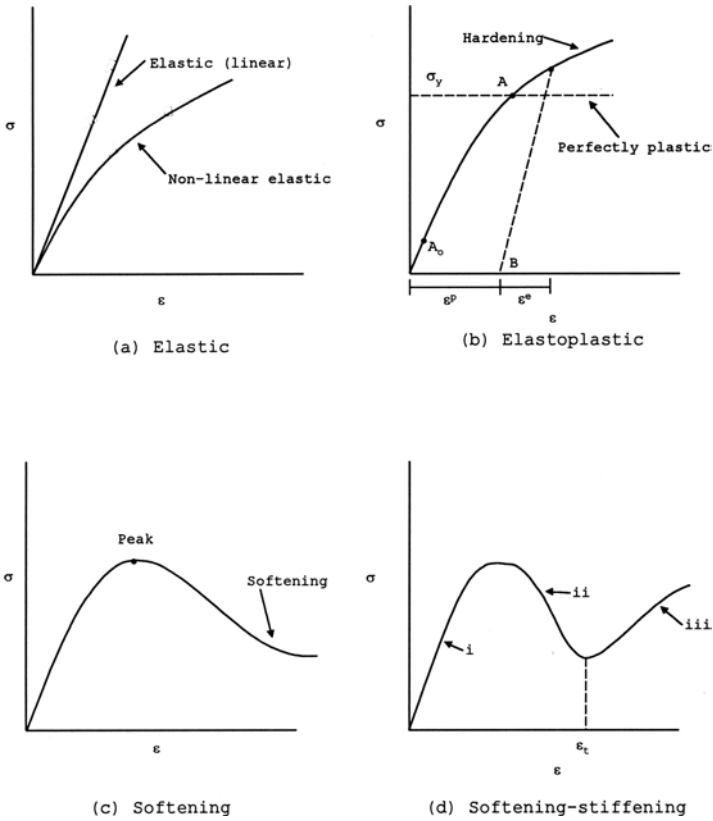 Elastic (linear)
σ
Non-linear elastic
ε
(a) Elastic
Hardening
σy
A
σ
Perfectly plastic
Ao
B
εp
εe
ε
(b) Elastoplastic
Peak
σ
Softening
ε
(c) Softening
σ
ii
i
iii
εt
ε
(d) Softening-stiffening